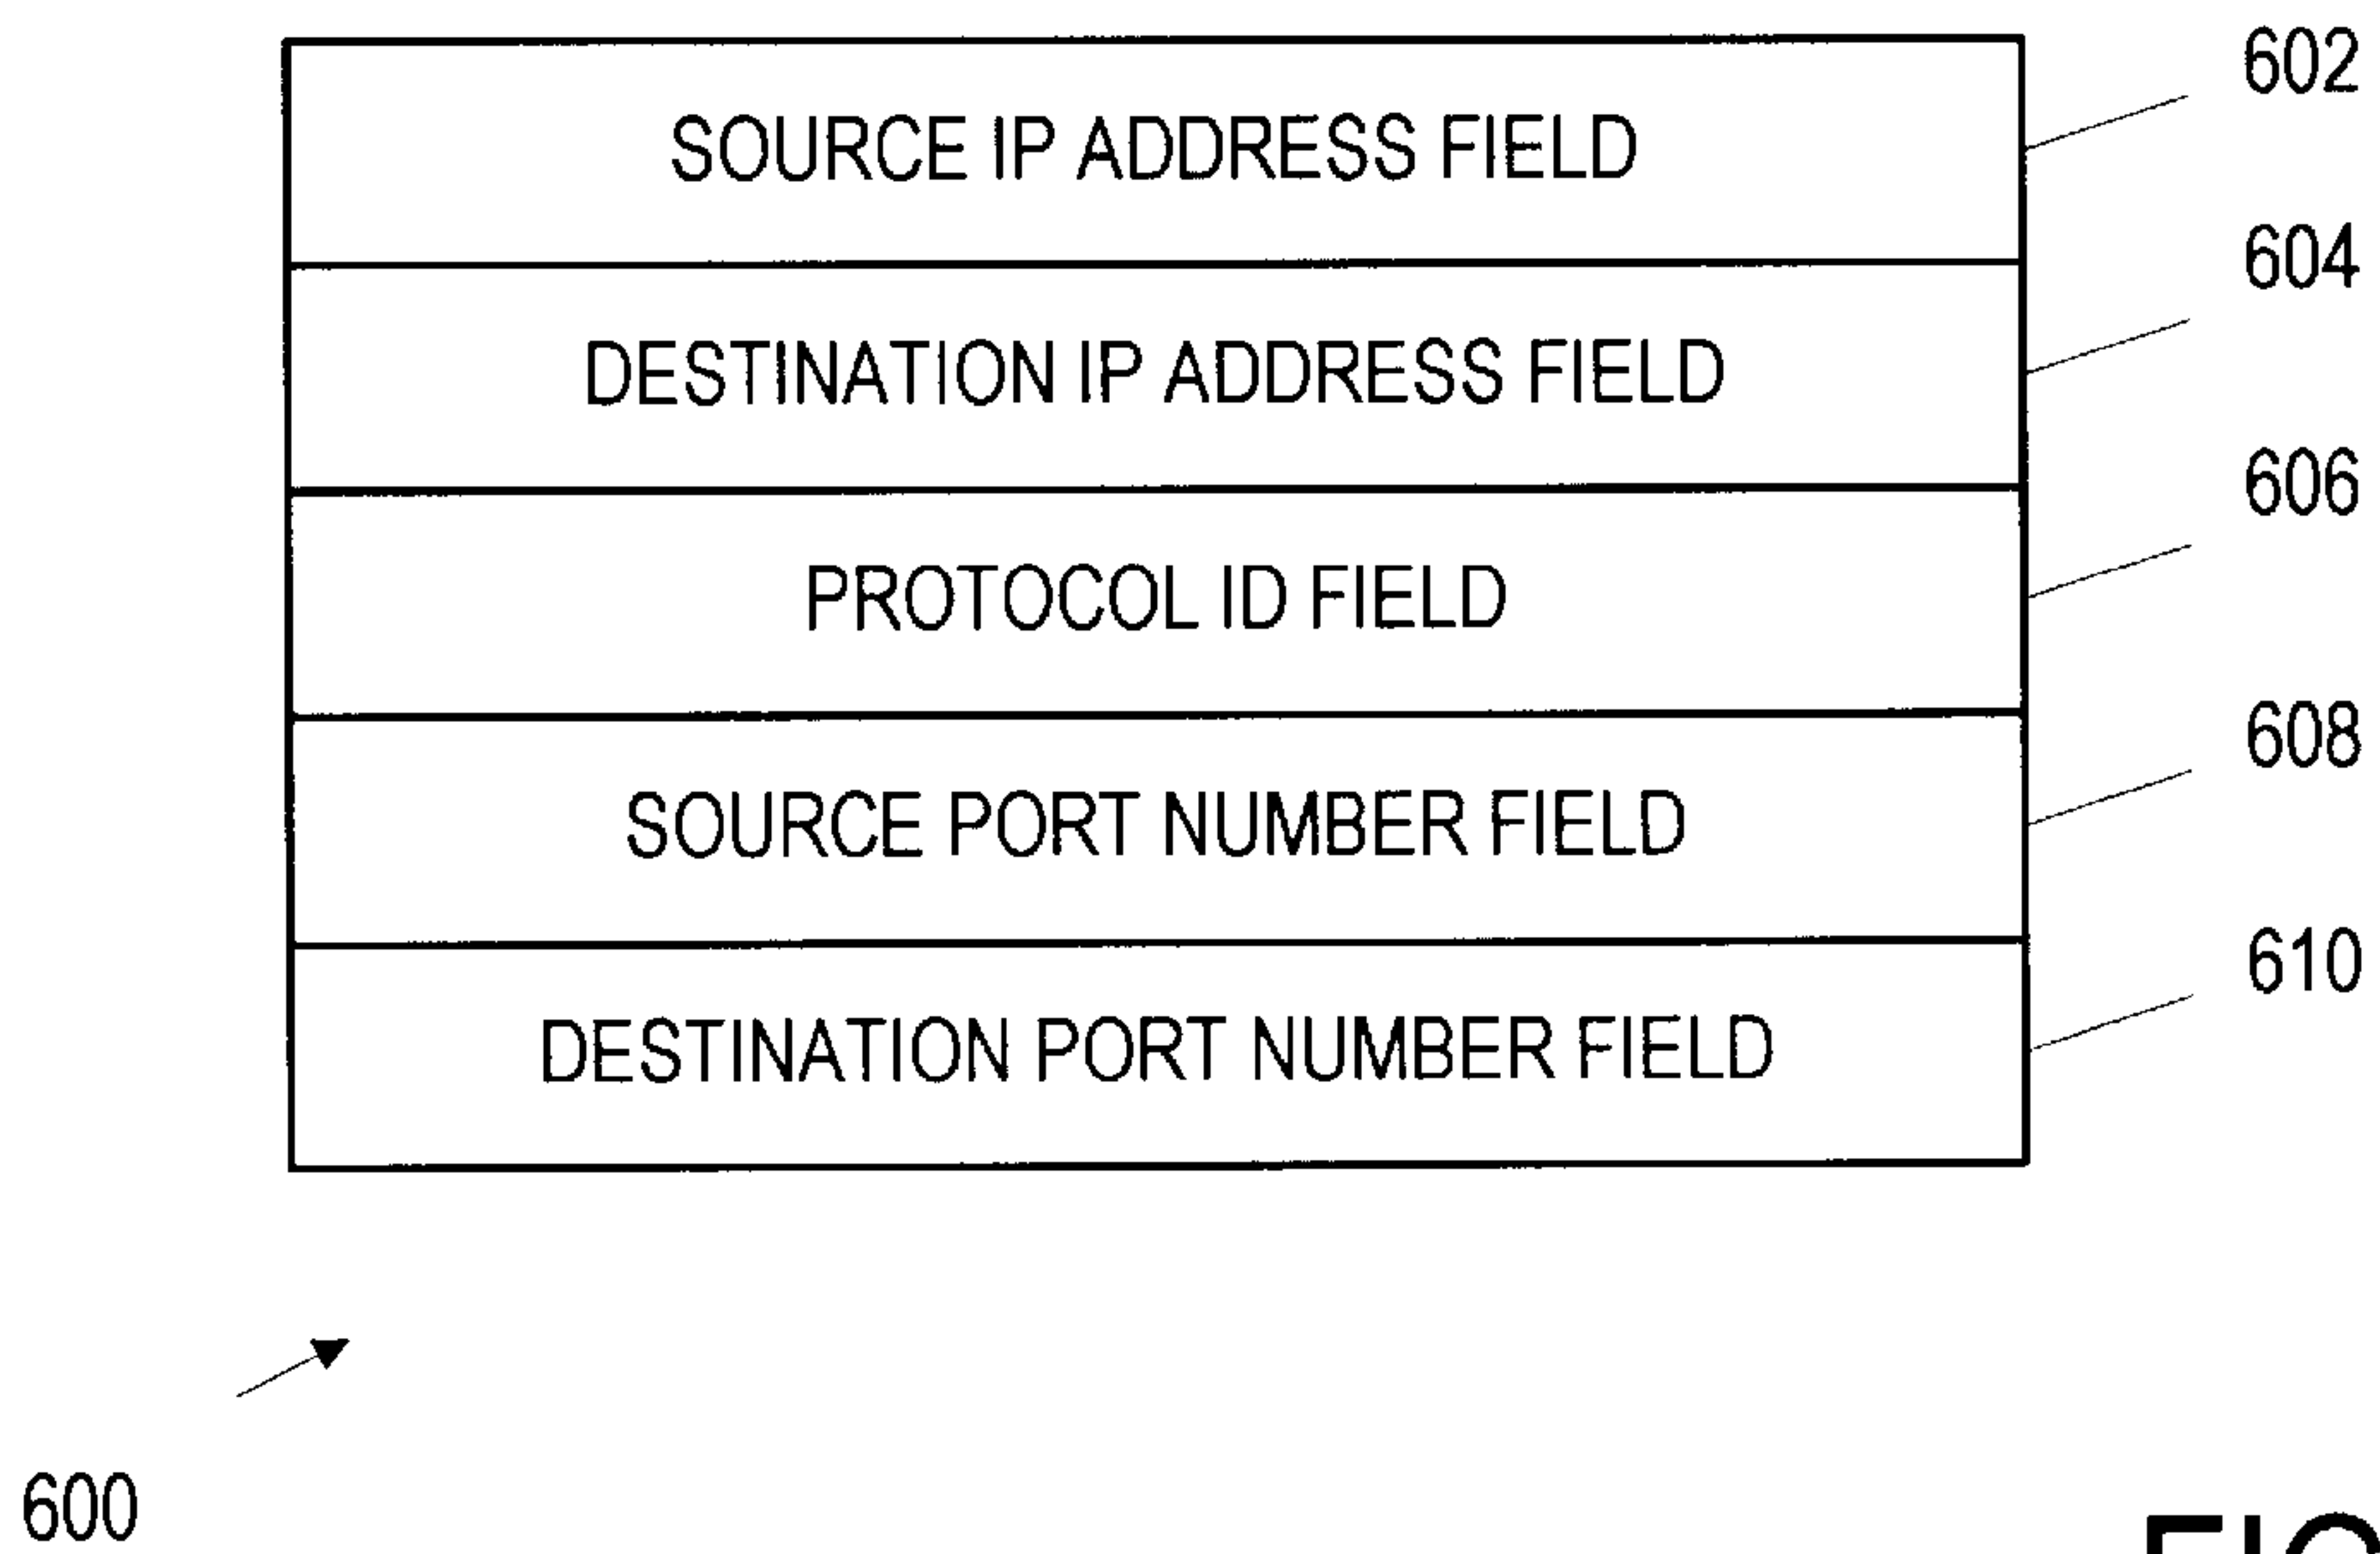 602
SOURCE IP ADDRESS FIELD
604
DESTINATION IP ADDRESS FIELD
606
PROTOCOL ID FIELD
608
SOURCE PORT NUMBER FIELD
610
DESTINATION PORT NUMBER FIELD
600